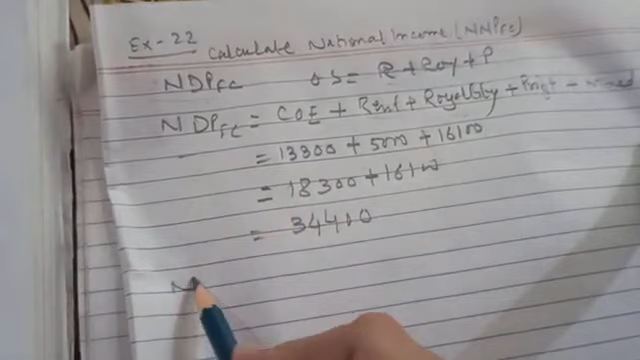 Ex-22 Calculate National Income (NNPFC)
NDPFC OS = R + Roy + P
NDPFC = COE + Rent + Royalty + Profit - mixed
= 13300 + 5000 + 16100
= 18300 + 16100
= 34400
N